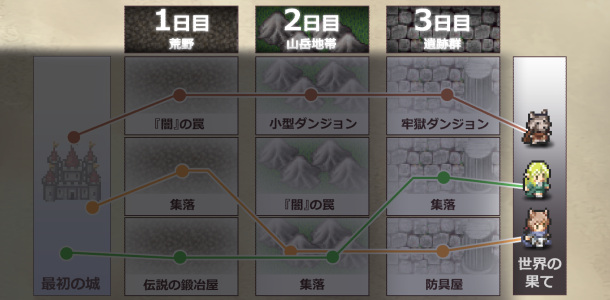 1日目
荒野
2日目
山岳地帯
3日目
遺跡群
『闇』の罠
小型ダンジョン
牢獄ダンジョン
集落
『闇』の罠
集落
最初の城
伝説の鍛冶屋
集落
防具屋
世界の
果て